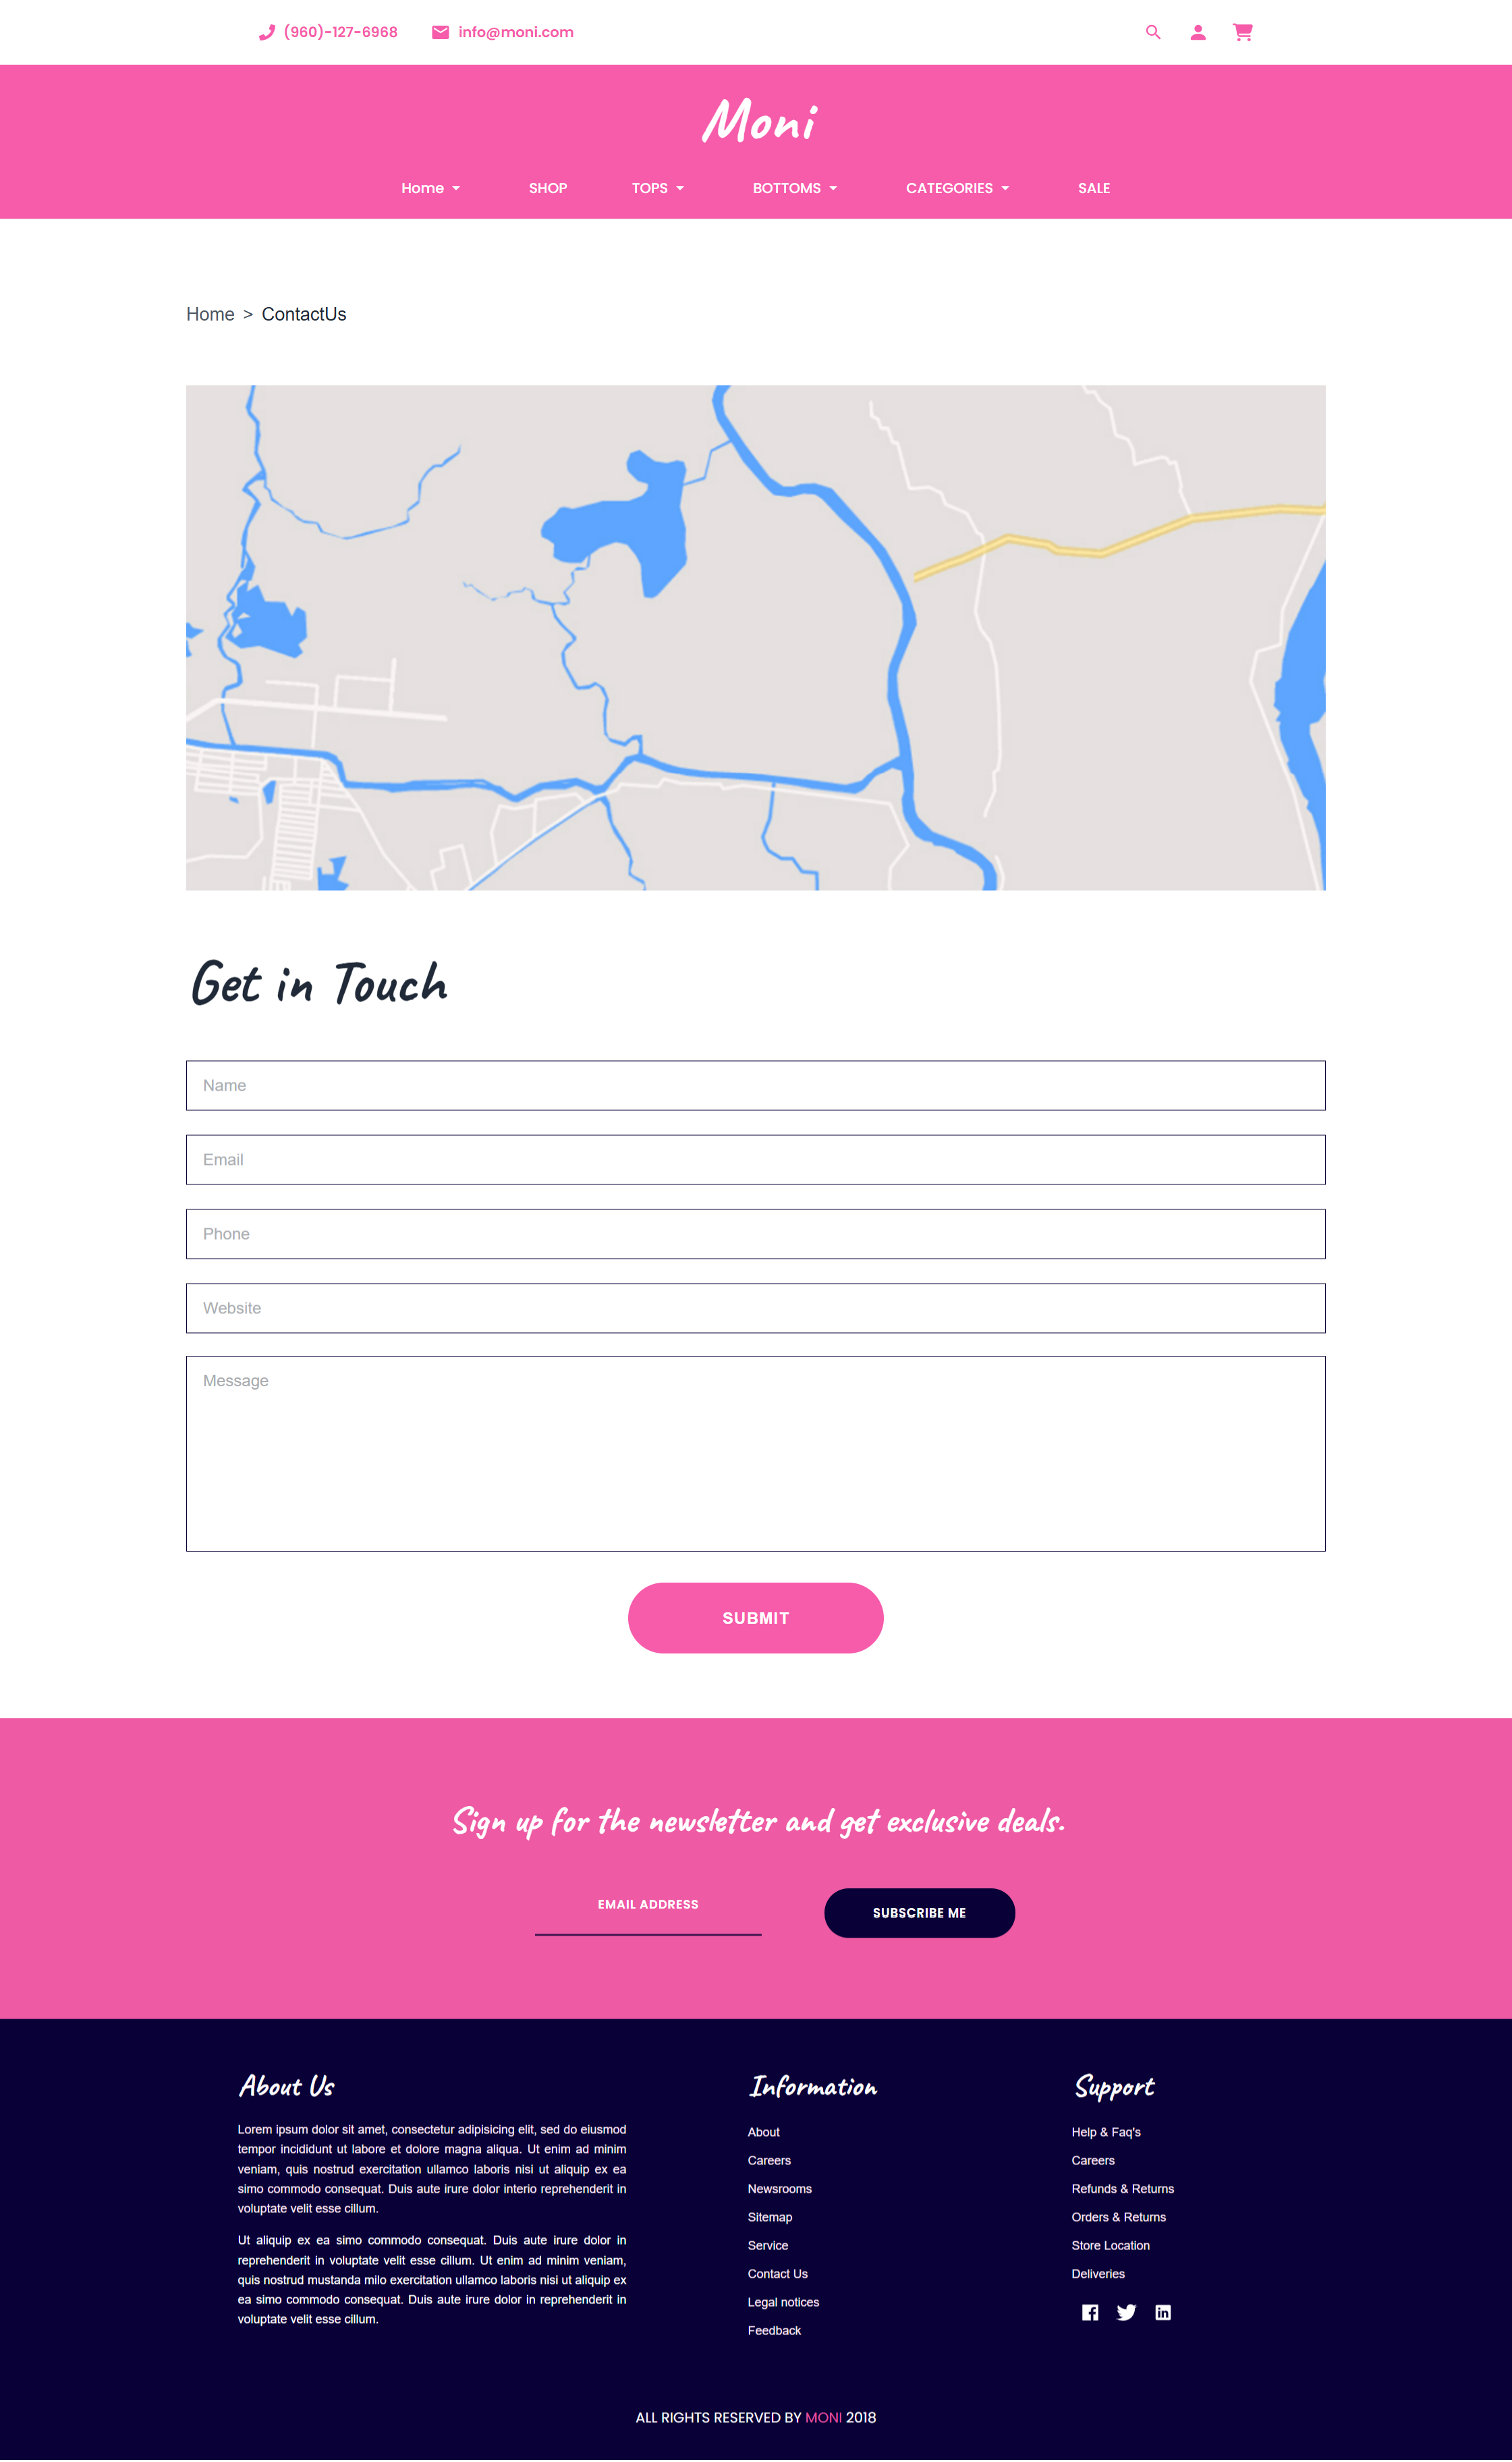 (960)-127-6968 info@moni.com
Moni
Home SHOP TOPS BOTTOMS CATEGORIES SALE
Home > ContactUs
Get in Touch
Name
Email
Phone
Website
Message
SUBMIT
Sign up for the newsletter and get exclusive deals.
EMAIL ADDRESS
SUBSCRIBE ME
About Us
Lorem ipsum dolor sit amet, consectetur adipisicing elit, sed do eiusmod
tempor incididunt ut labore et dolore magna aliqua. Ut enim ad minim
veniam, quis nostrud exercitation ullamco laboris nisi ut aliquip ex ea
simo commodo consequat. Duis aute irure dolor interio reprehenderit in
voluptate velit esse cillum.
Ut aliquip ex ea simo commodo consequat. Duis aute irure dolor in
reprehenderit in voluptate velit esse cillum. Ut enim ad minim veniam,
quis nostrud mustanda milo exercitation ullamco laboris nisi ut aliquip ex
ea simo commodo consequat. Duis aute irure dolor in reprehenderit in
voluptate velit esse cillum.
Information
About
Careers
Newsrooms
Sitemap
Service
Contact Us
Legal notices
Feedback
Support
Help & Faq's
Careers
Refunds & Returns
Orders & Returns
Store Location
Deliveries
ALL RIGHTS RESERVED BY MONI 2018